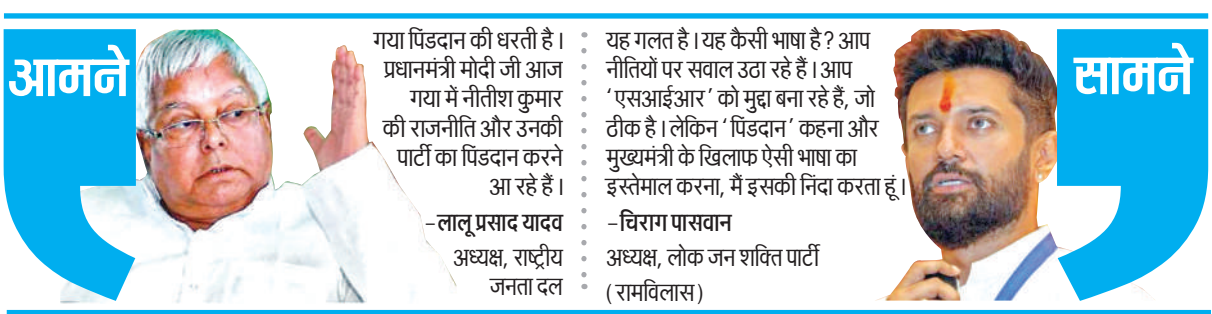 आमने
गया पिंडदान की धरती है।
प्रधानमंत्री मोदी जी आज
गया में नीतीश कुमार
की राजनीति और उनकी
पार्टी का पिंडदान करने
आ रहे हैं।
–लालू प्रसाद यादव
अध्यक्ष, राष्ट्रीय
जनता दल
यह गलत है। यह कैसी भाषा है? आप
नीतियों पर सवाल उठा रहे हैं। आप
‘एसआईआर’ को मुद्दा बना रहे हैं, जो
ठीक है। लेकिन ‘पिंडदान’ कहना और
मुख्यमंत्री के खिलाफ ऐसी भाषा का
इस्तेमाल करना, मैं इसकी निंदा करता हूं।
–चिराग पासवान
अध्यक्ष, लोक जन शक्ति पार्टी
(रामविलास)
सामने